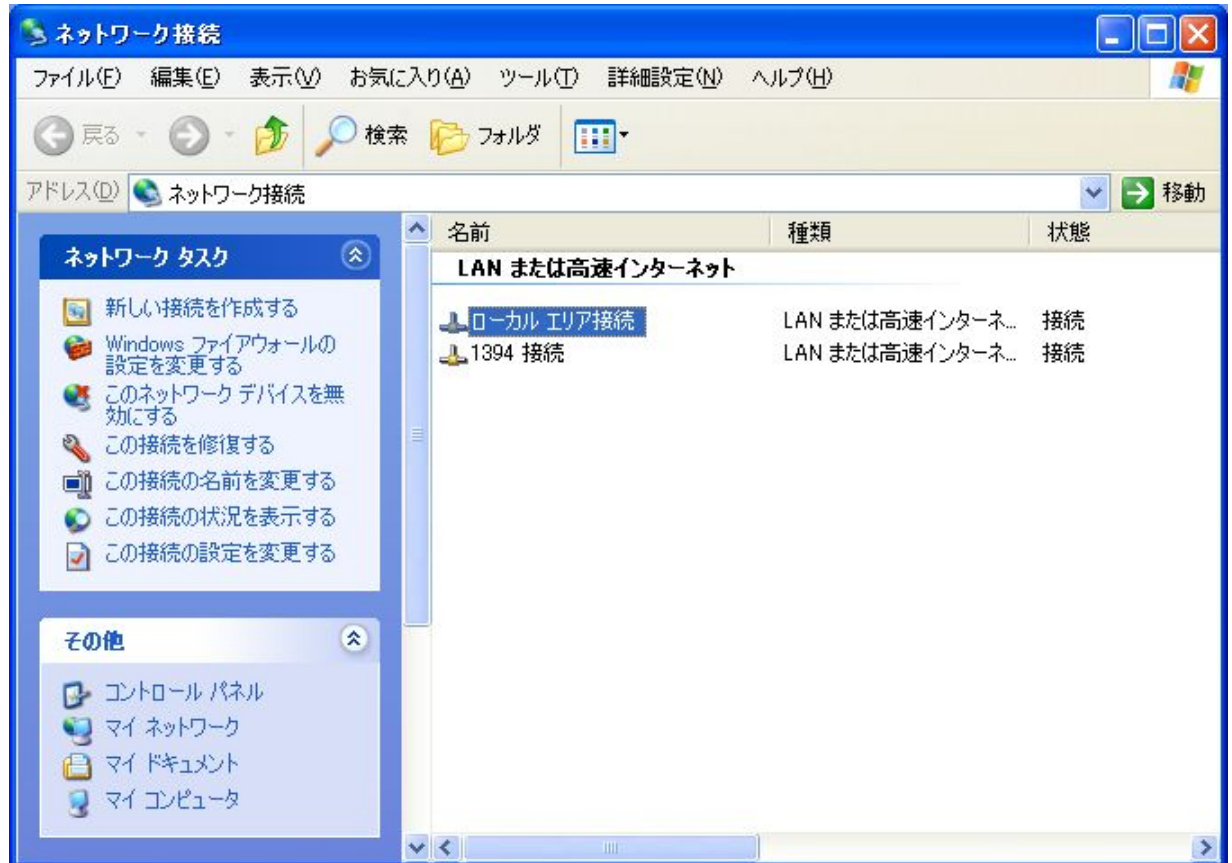 ネットワーク接続
ファイル(F) 編集(E) 表示(V) お気に入り(A) ツール(T) 詳細設定(N) ヘルプ(H)
戻る 検索 フォルダ
アドレス(D) ネットワーク接続 移動
ネットワーク タスク
新しい接続を作成する
Windows ファイアウォールの
設定を変更する
このネットワーク デバイスを無
効にする
この接続を修復する
この接続の名前を変更する
この接続の状況を表示する
この接続の設定を変更する
その他
コントロール パネル
マイ ネットワーク
マイ ドキュメント
マイ コンピュータ
名前 種類 状態
LAN または高速インターネット
ローカル エリア接続 LAN または高速インターネ... 接続
1394 接続 LAN または高速インターネ... 接続